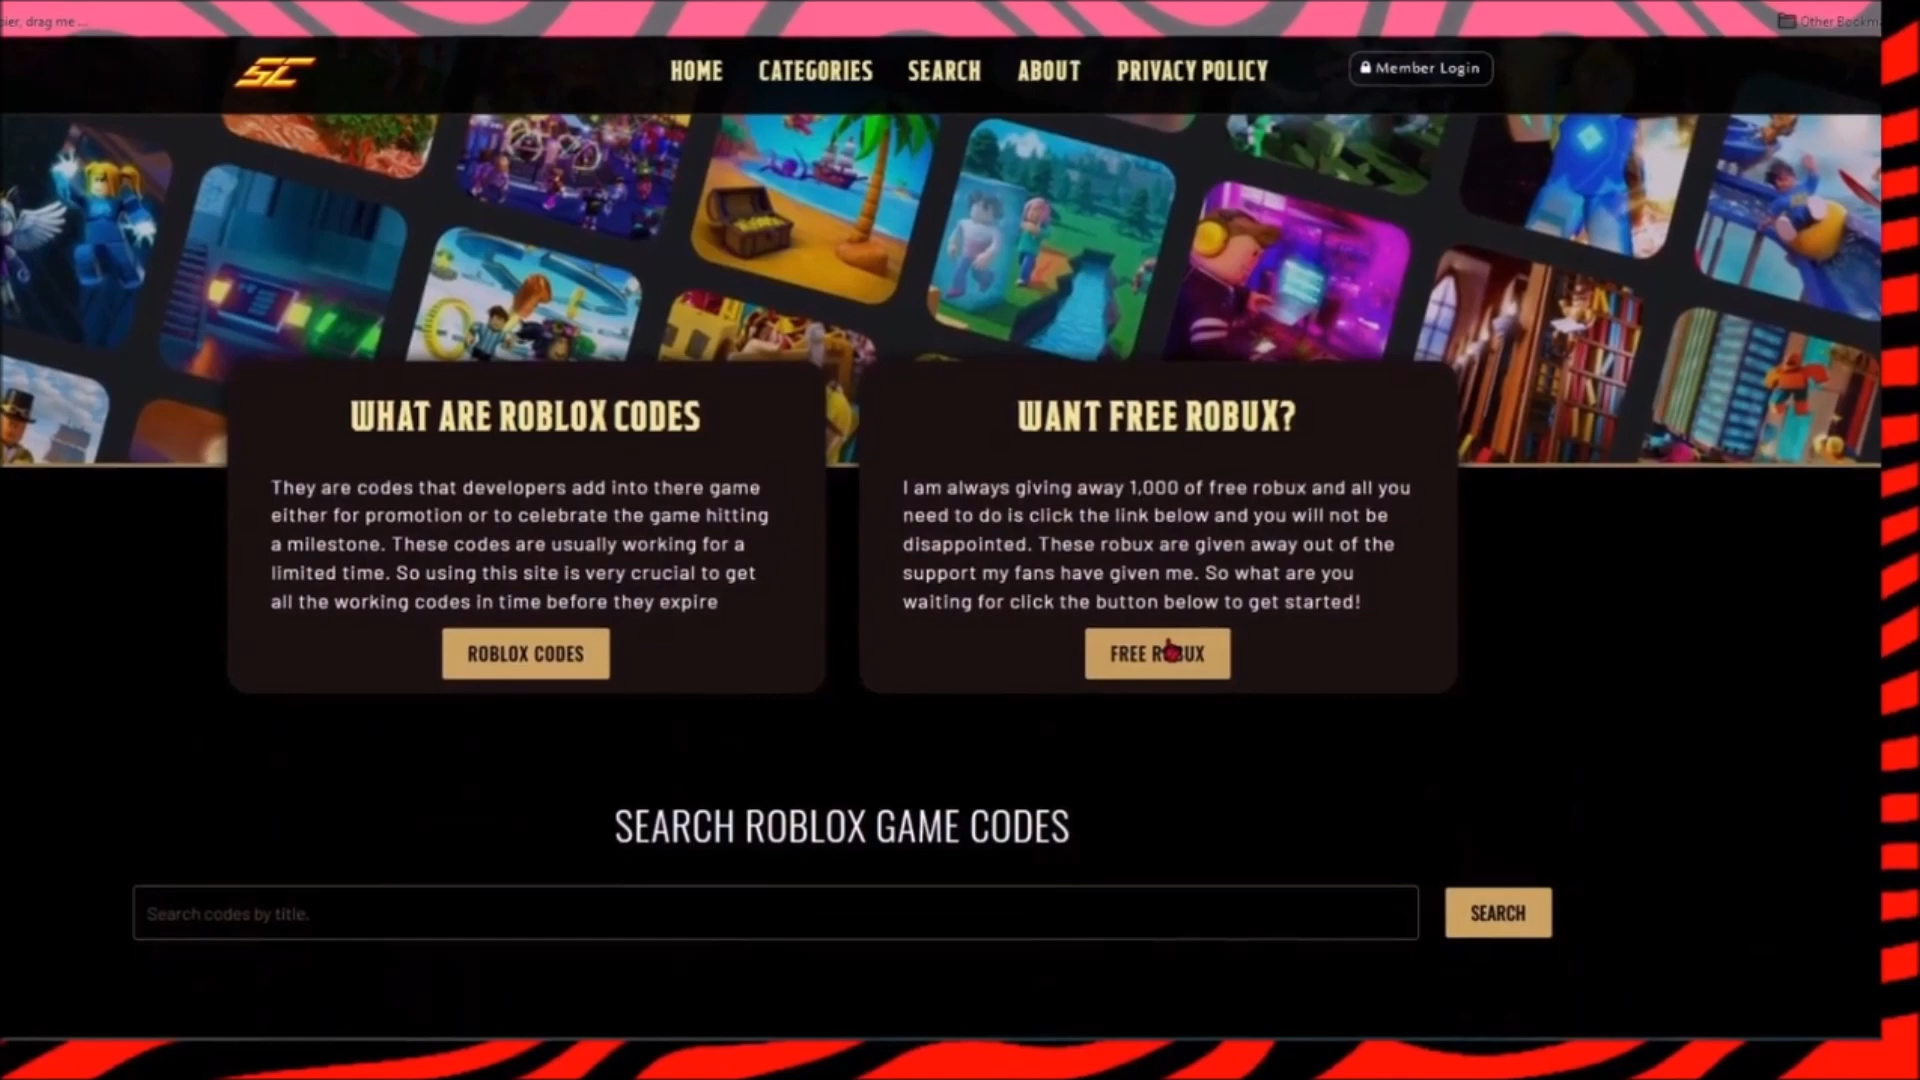 pier, drag me ...
Other Bookm
SC
HOME CATEGORIES SEARCH ABOUT PRIVACY POLICY
Member Login
WHAT ARE ROBLOX CODES
They are codes that developers add into there game
either for promotion or to celebrate the game hitting
a milestone. These codes are usually working for a
limited time. So using this site is very crucial to get
all the working codes in time before they expire
ROBLOX CODES
WANT FREE ROBUX?
I am always giving away 1,000 of free robux and all you
need to do is click the link below and you will not be
disappointed. These robux are given away out of the
support my fans have given me. So what are you
waiting for click the button below to get started!
FREE ROBUX
SEARCH ROBLOX GAME CODES
Search codes by title.
SEARCH